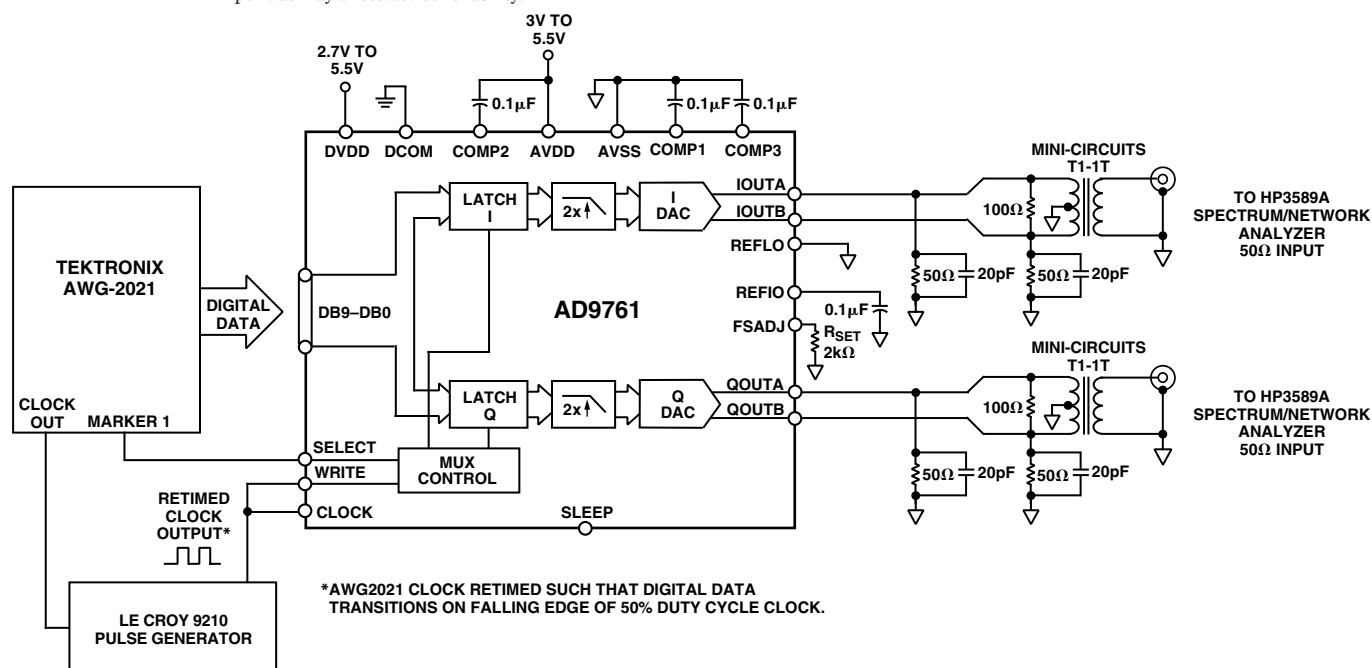 3V TO
5.5V
2.7V TO
5.5V
0.1µF
0.1µF
0.1µF
DVDD
DCOM
COMP2
AVDD
AVSS
COMP1
COMP3
MINI-CIRCUITS
T1-1T
LATCH
I
2x
I
DAC
IOUTA
IOUTB
REFLO
100Ω
50Ω
20pF
50Ω
20pF
TO HP3589A
SPECTRUM/NETWORK
ANALYZER
50Ω INPUT
TEKTRONIX
AWG-2021
DIGITAL
DATA
DB9–DB0
AD9761
REFIO
0.1µF
FSADJ
RSET
2kΩ
MINI-CIRCUITS
T1-1T
CLOCK
OUT
MARKER 1
LATCH
Q
2x
Q
DAC
QOUTA
QOUTB
100Ω
50Ω
20pF
50Ω
20pF
TO HP3589A
SPECTRUM/NETWORK
ANALYZER
50Ω INPUT
SELECT
WRITE
MUX
CONTROL
CLOCK
SLEEP
RETIMED
CLOCK
OUTPUT*
LE CROY 9210
PULSE GENERATOR
*AWG2021 CLOCK RETIMED SUCH THAT DIGITAL DATA
TRANSITIONS ON FALLING EDGE OF 50% DUTY CYCLE CLOCK.